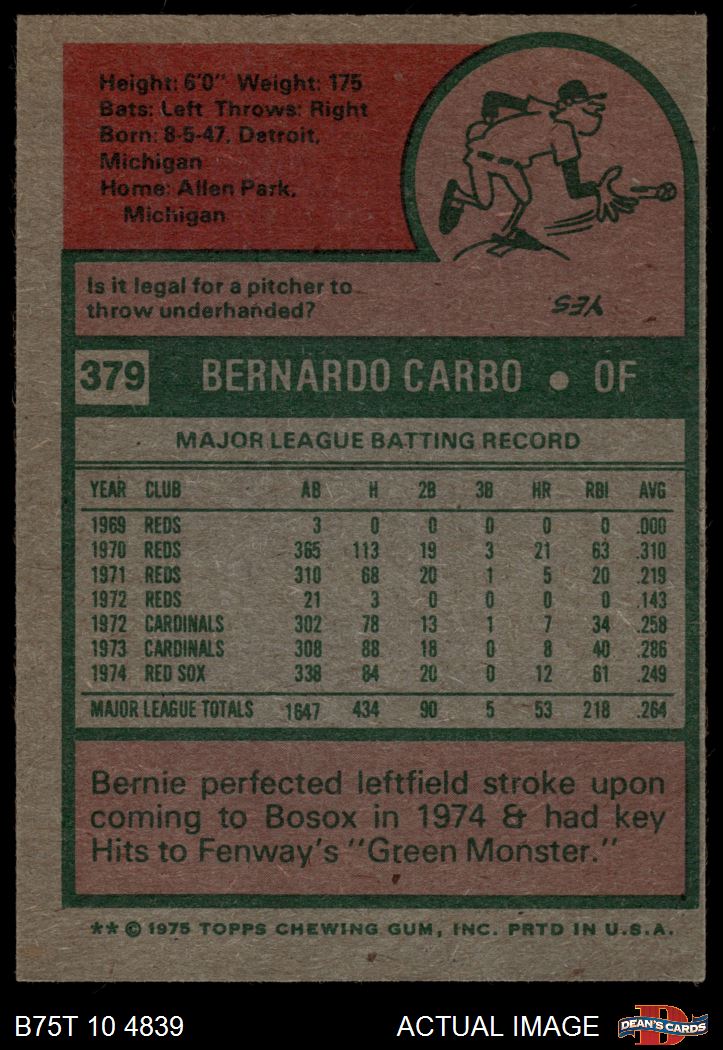 Height: 6'0" Weight: 175
Bats: Left Throws: Right
Born: 8-5-47, Detroit,
Michigan
Home: Allen Park,
Michigan
Is it legal for a pitcher to
throw underhanded?
YES.
379 BERNARDO CARBO • OF
MAJOR LEAGUE BATTING RECORD
YEAR CLUB AB H 2B 3B HR RBI AVG
1969 REDS 3 0 0 0 0 0 .000
1970 REDS 365 113 19 3 21 63 .310
1971 REDS 310 68 20 1 5 20 .219
1972 REDS 21 3 0 0 0 0 .143
1972 CARDINALS 302 78 13 1 7 34 .258
1973 CARDINALS 308 88 18 0 8 40 .286
1974 RED SOX 338 84 20 0 12 61 .249
MAJOR LEAGUE TOTALS 1647 434 90 5 53 218 .264
Bernie perfected leftfield stroke upon
coming to Bosox in 1974 & had key
Hits to Fenway's "Green Monster."
** © 1975 TOPPS CHEWING GUM, INC. PRTD IN U.S.A.
B75T 10 4839 ACTUAL IMAGE DEAN'S CARDS